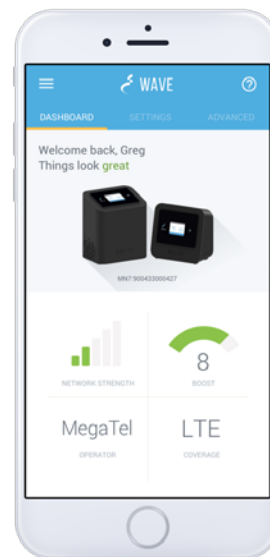 WAVE
DASHBOARD SETTINGS ADVANCED
Welcome back, Greg
Things look great
MN7:900433000427
8
NETWORK STRENGTH BOOST
MegaTel LTE
OPERATOR COVERAGE